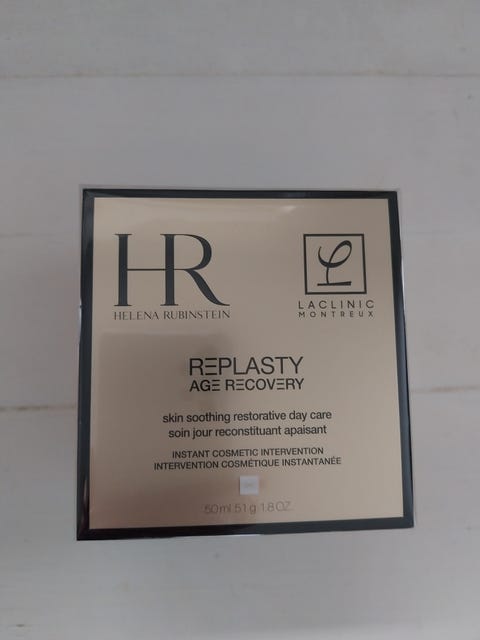 HR
HELENA RUBINSTEIN
L
LACLINIC
MONTREUX
REPLASTY
AGE RECOVERY
skin soothing restorative day care
soin jour reconstituant apaisant
INSTANT COSMETIC INTERVENTION
INTERVENTION COSMÉTIQUE INSTANTANÉE
50 ml 51 g 1.8 OZ.